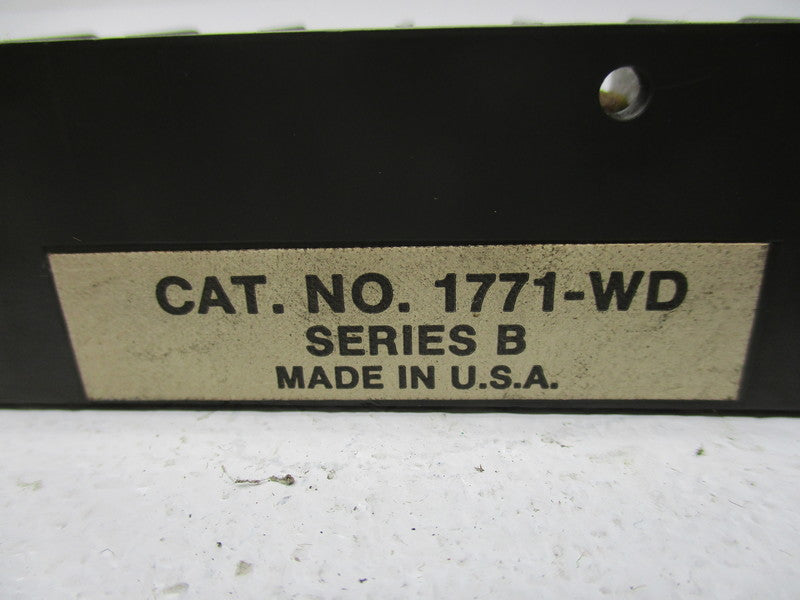 CAT. NO. 1771-WD
SERIES B
MADE IN U.S.A.